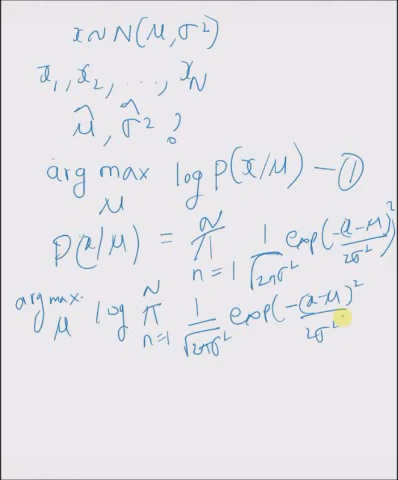 x ~ N(μ, σ²)
x₁, x₂, ..., x_N
μ̂, σ̂² ?
arg max_μ log P(x/μ) — ①
P(x/μ) = ∏_{n=1}^{N} 1/√(2πσ²) exp(-(x-μ)²/2σ²)
arg max_μ log ∏_{n=1}^{N} 1/√(2πσ²) exp(-(x-μ)²/2σ²